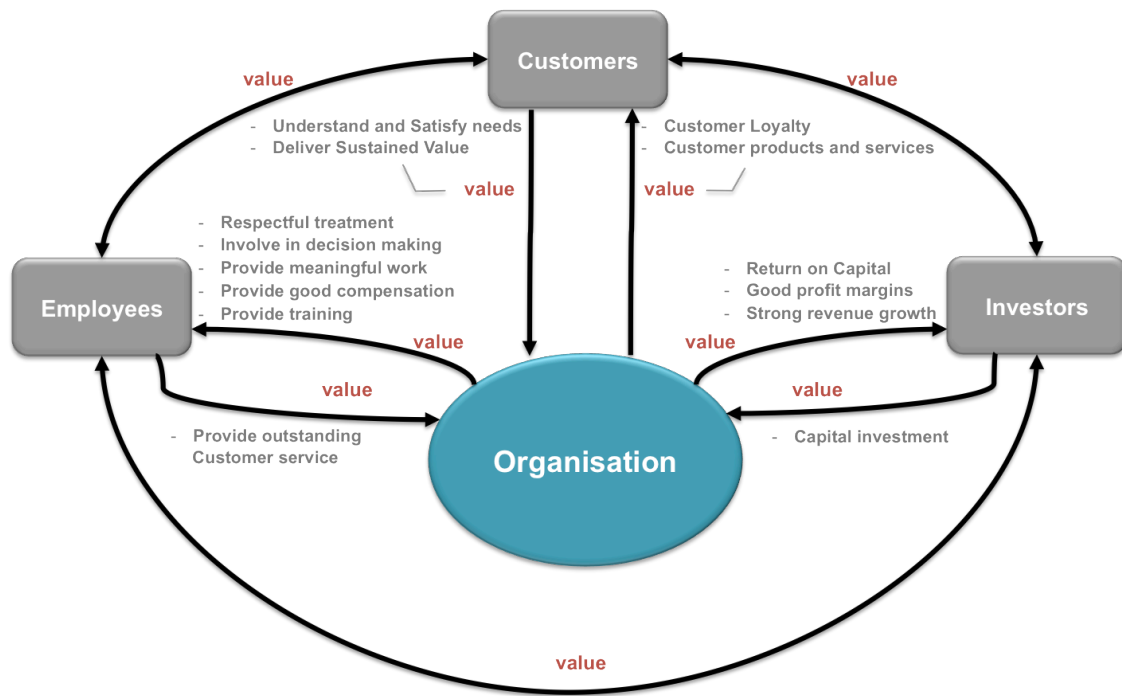 Customers
value
value
- Understand and Satisfy needs
- Deliver Sustained Value
- Customer Loyalty
- Customer products and services
value
value
- Respectful treatment
- Involve in decision making
- Provide meaningful work
- Provide good compensation
- Provide training
- Return on Capital
- Good profit margins
- Strong revenue growth
Employees
Investors
value
value
value
value
- Provide outstanding
Customer service
- Capital investment
Organisation
value